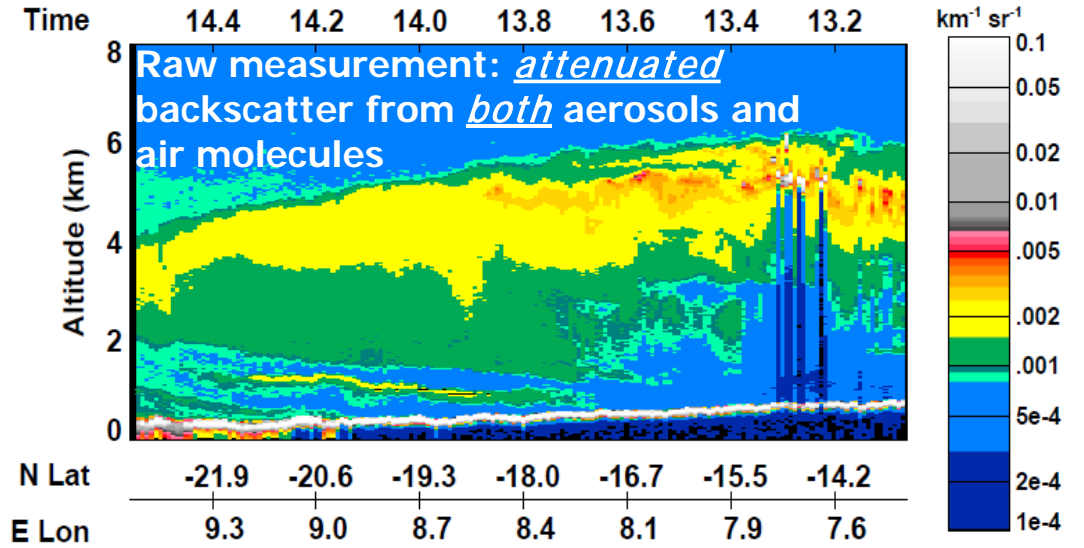 Time 14.4 14.2 14.0 13.8 13.6 13.4 13.2
km-1 sr-1
8
Raw measurement: attenuated
backscatter from both aerosols and
air molecules
6
4
2
0
Altitude (km)
0.1
0.05
0.02
0.01
.005
.002
.001
5e-4
2e-4
1e-4
N Lat -21.9 -20.6 -19.3 -18.0 -16.7 -15.5 -14.2
E Lon 9.3 9.0 8.7 8.4 8.1 7.9 7.6